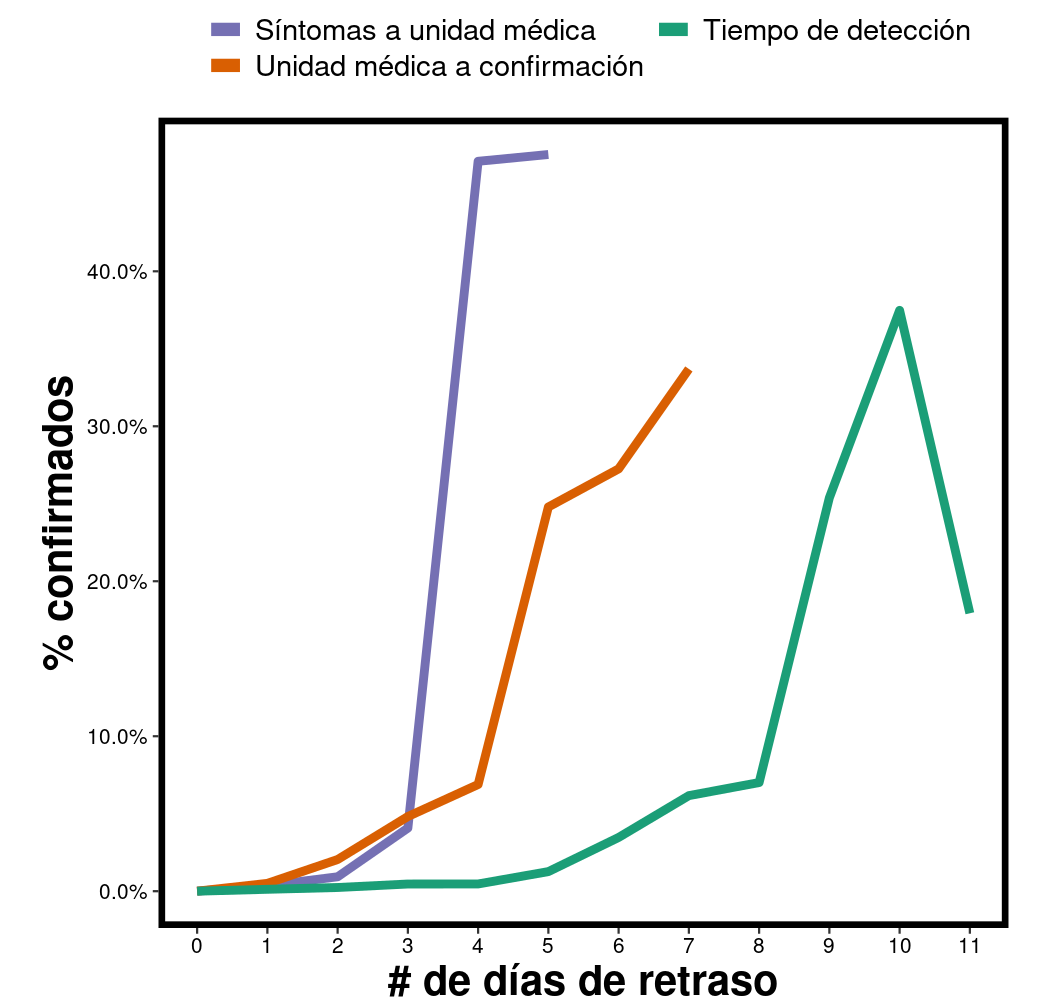 Síntomas a unidad médica
Tiempo de detección
Unidad médica a confirmación
% confirmados
40.0%
30.0%
20.0%
10.0%
0.0%
0 1 2 3 4 5 6 7 8 9 10 11
# de días de retraso